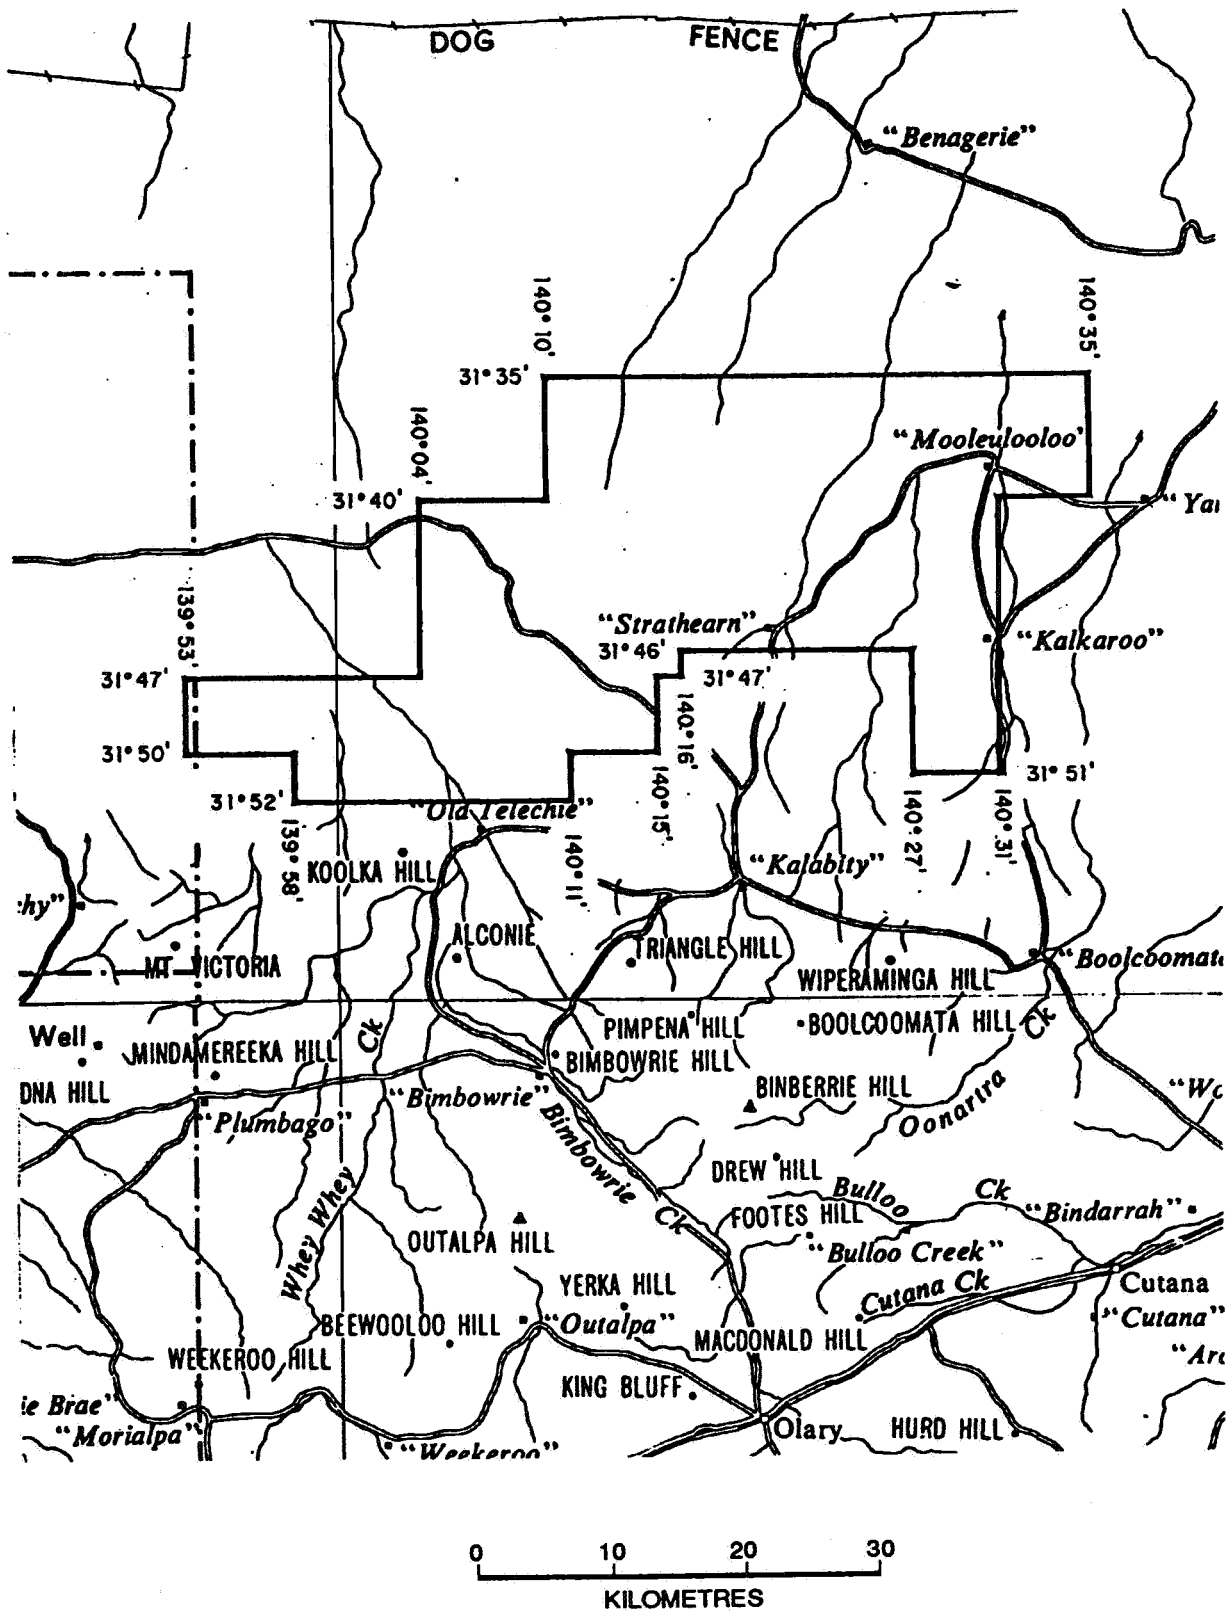 DOG FENCE
"Benagerie"
140°10'
140°35'
31°35'
140°04'
"Mooleulooloo'
31°40'
"Yar
139°53'
"Strathearn"
31°46'
"Kalkaroo"
31°47'
31°47'
140°16'
31°50'
31°51'
31°52'
"Old Telechie"
140°15'
140°27'
140°31'
139°58'
KOOLKA HILL
140°11'
"Kalabity"
hy"
ALCONIE
TRIANGLE HILL
MT VICTORIA
WIPERAMINGA HILL
"Boolcoomata
Well
PIMPENA HILL
BOOLCOOMATA HILL
Ck
Ck
MINDAMEREEKA HILL
BIMBOWRIE HILL
DNA HILL
"Bimbowrie"
BINBERRIE HILL
"Wo
"Plumbago"
Oonartra
Bimbowrie Ck
DREW HILL
Whey Whey
Bulloo Ck
FOOTES HILL
"Bindarrah"
OUTALPA HILL
"Bulloo Creek"
YERKA HILL
Cutana Ck
Cutana
BEEWOOLOO HILL
"Outalpa"
MACDONALD HILL
"Cutana"
WEEKEROO HILL
"Aro
KING BLUFF
ie Brae"
"Morialpa"
"Weekeroo"
Olary
HURD HILL
0 10 20 30
KILOMETRES